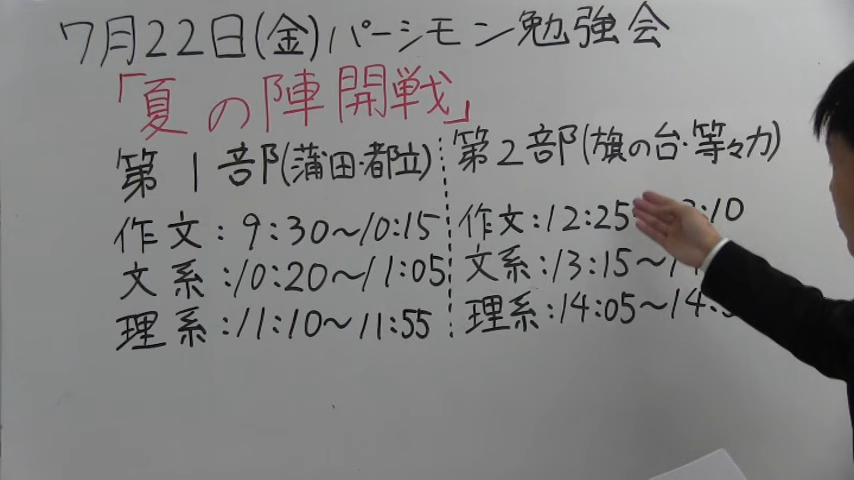 7月22日(金)パーシモン勉強会
「夏の陣開戦」
第1部(蒲田・都立)
作文:9:30~10:15
文系:10:20~11:05
理系:11:10~11:55
第2部(旗の台・等々力)
作文:12:25~ :10
文系:13:15~1
理系:14:05~14: